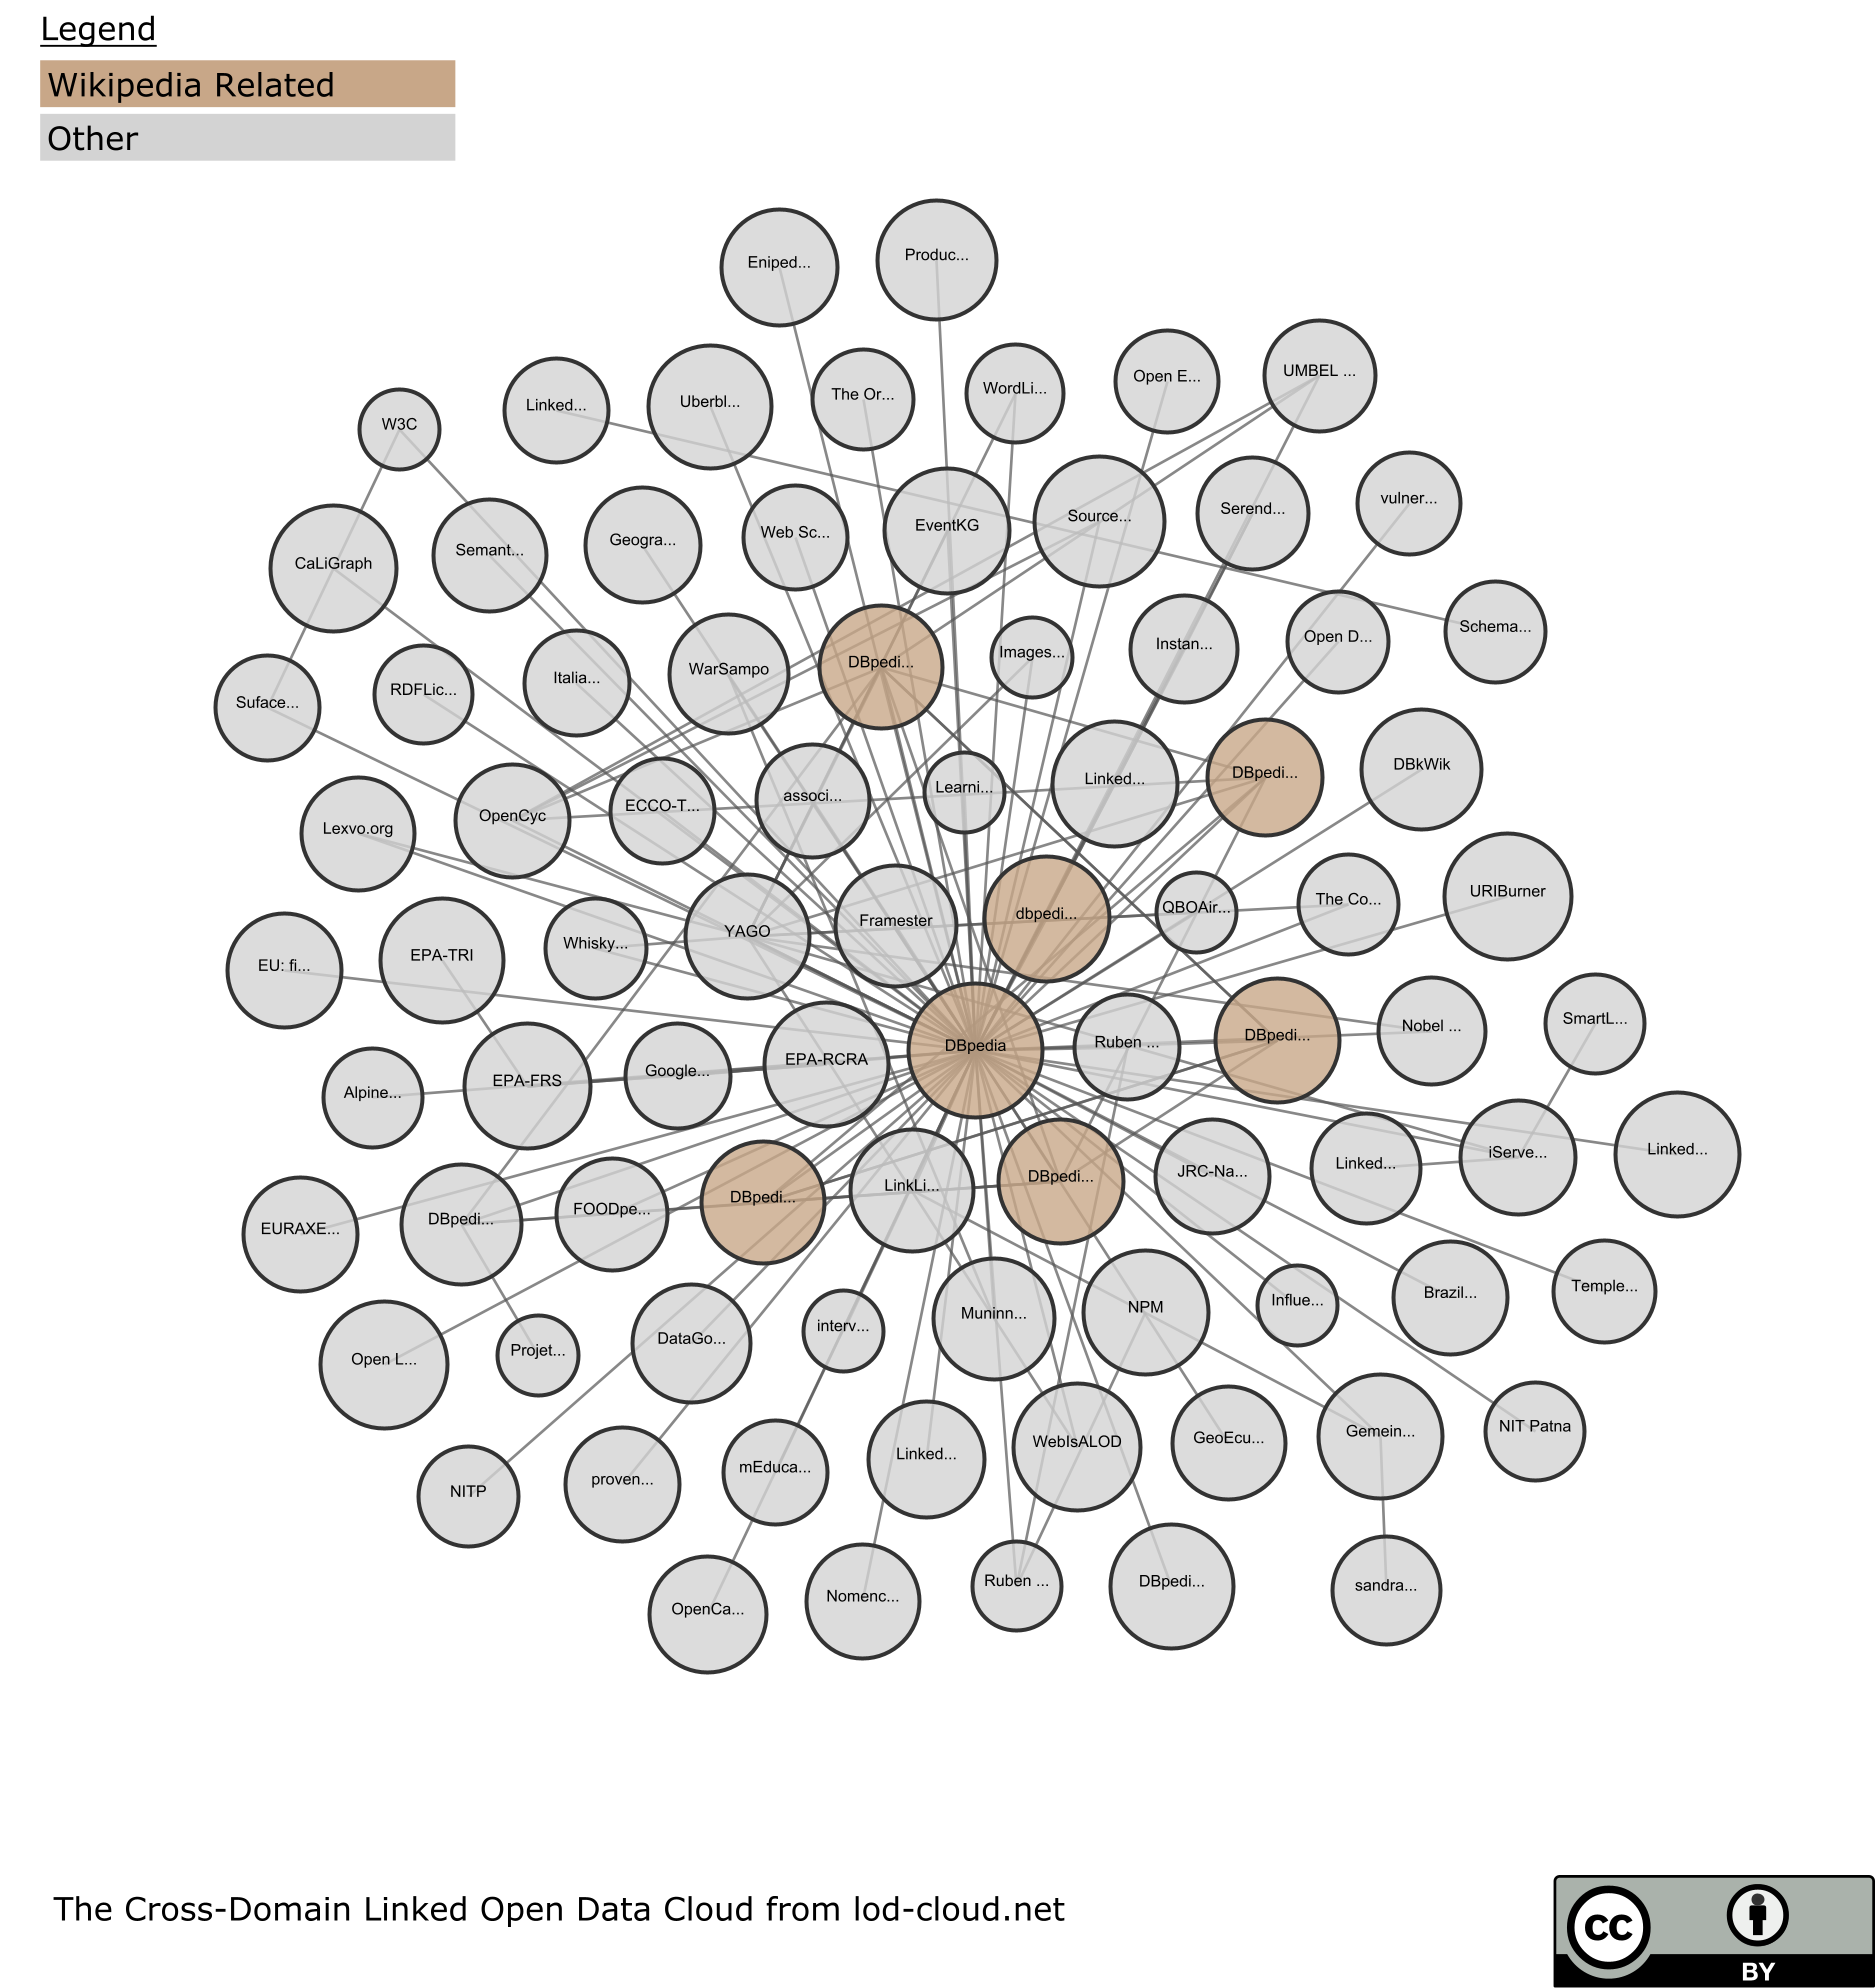 Legend
Wikipedia Related
Other
Eniped...
Produc...
UMBEL ...
Open E...
WordLi...
The Or...
Uberbl...
Linked...
W3C
vulner...
Serend...
Source...
EventKG
Web Sc...
Geogra...
Semant...
CaLiGraph
Schema...
Open D...
Instan...
Images...
DBpedi...
WarSampo
Italia...
RDFLic...
Suface...
DBkWik
DBpedi...
Linked...
Learni...
associ...
ECCO-T...
OpenCyc
Lexvo.org
URIBurner
The Co...
QBOAir...
dbpedi...
Framester
YAGO
Whisky...
EPA-TRI
EU: fi...
SmartL...
Nobel ...
DBpedi...
Ruben ...
DBpedia
EPA-RCRA
Google...
EPA-FRS
Alpine...
Linked...
iServe...
Linked...
JRC-Na...
DBpedi...
LinkLi...
DBpedi...
FOODpe...
DBpedi...
EURAXE...
Temple...
Brazil...
Influe...
NPM
Muninn...
interv...
DataGo...
Projet...
Open L...
NIT Patna
Gemein...
GeoEcu...
WebIsALOD
Linked...
mEduca...
proven...
NITP
sandra...
DBpedi...
Ruben ...
Nomenc...
OpenCa...
The Cross-Domain Linked Open Data Cloud from lod-cloud.net
cc
BY